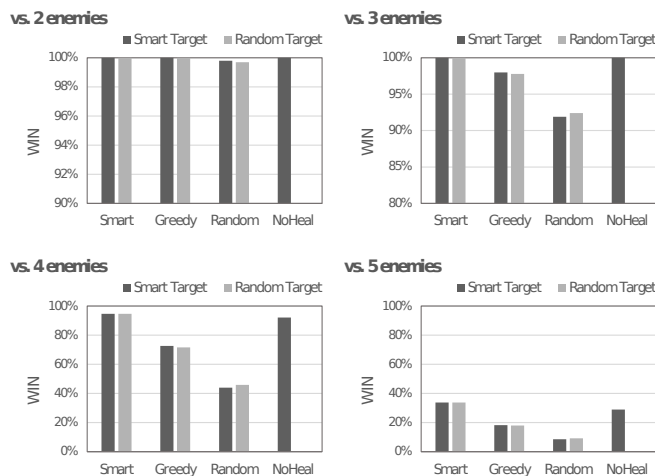 vs. 2 enemies
Smart Target Random Target
100%
98%
96%
94%
92%
90%
WIN
Smart Greedy Random NoHeal
vs. 3 enemies
Smart Target Random Target
100%
95%
90%
85%
80%
WIN
Smart Greedy Random NoHeal
vs. 4 enemies
Smart Target Random Target
100%
80%
60%
40%
20%
0%
WIN
Smart Greedy Random NoHeal
vs. 5 enemies
Smart Target Random Target
100%
80%
60%
40%
20%
0%
WIN
Smart Greedy Random NoHeal